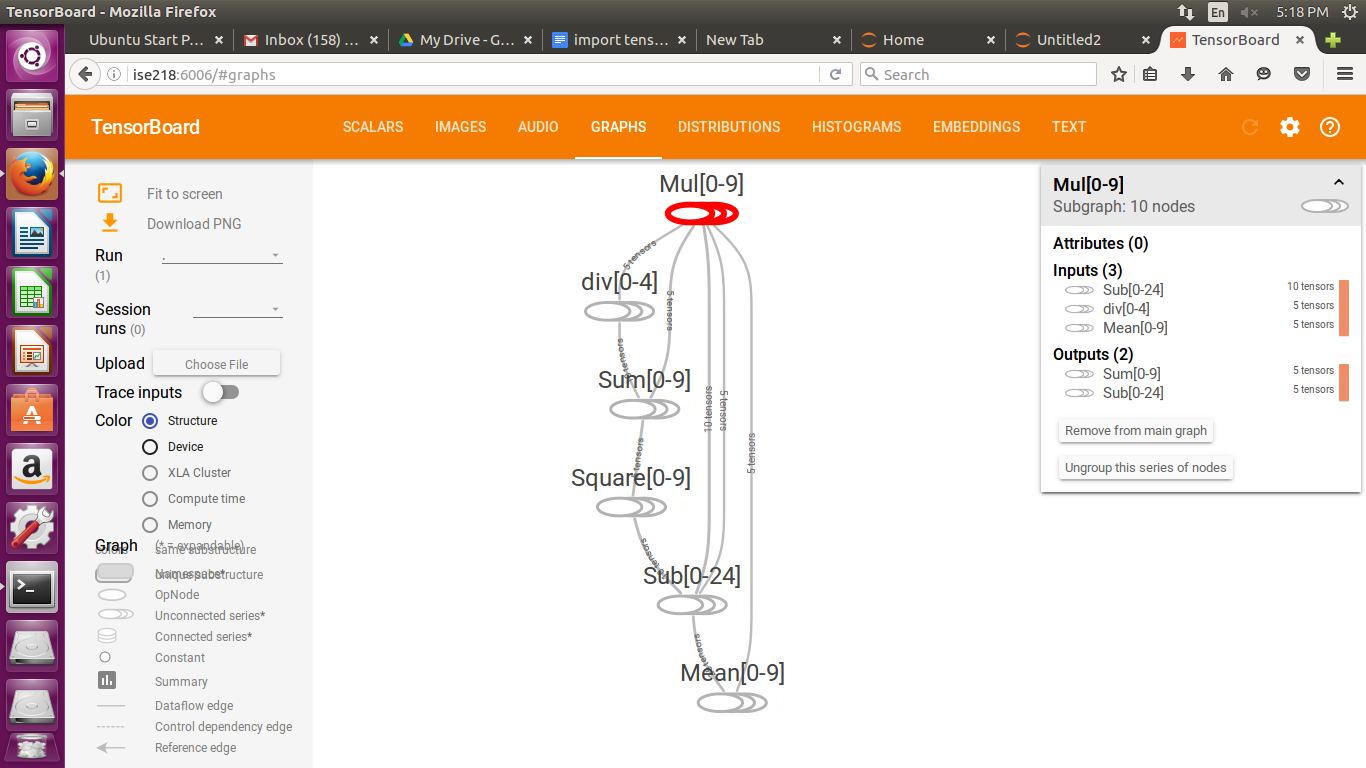 TensorBoard - Mozilla Firefox
En
5:18 PM
Ubuntu Start P...
Inbox (158) ...
My Drive - G...
import tens...
New Tab
Home
Untitled2
TensorBoard
ise218:6006/#graphs
Search
TensorBoard
SCALARS
IMAGES
AUDIO
GRAPHS
DISTRIBUTIONS
HISTOGRAMS
EMBEDDINGS
TEXT
Fit to screen
Download PNG
Run
(1)
.
Session
runs (0)
Upload
Choose File
Trace inputs
Color
Structure
Device
XLA Cluster
Compute time
Memory
Graph
(* = expandable)
colors
same substructure
Namespace*
unique substructure
OpNode
Unconnected series*
Connected series*
Constant
Summary
Dataflow edge
Control dependency edge
Reference edge
Mul[0-9]
5 tensors
div[0-4]
5 tensors
tensors
Sum[0-9]
10 tensors
5 tensors
5 tensors
tensors
Square[0-9]
tensors
Sub[0-24]
tensors
Mean[0-9]
Mul[0-9]
Subgraph: 10 nodes
Attributes (0)
Inputs (3)
Sub[0-24]
10 tensors
div[0-4]
5 tensors
Mean[0-9]
5 tensors
Outputs (2)
Sum[0-9]
5 tensors
Sub[0-24]
5 tensors
Remove from main graph
Ungroup this series of nodes